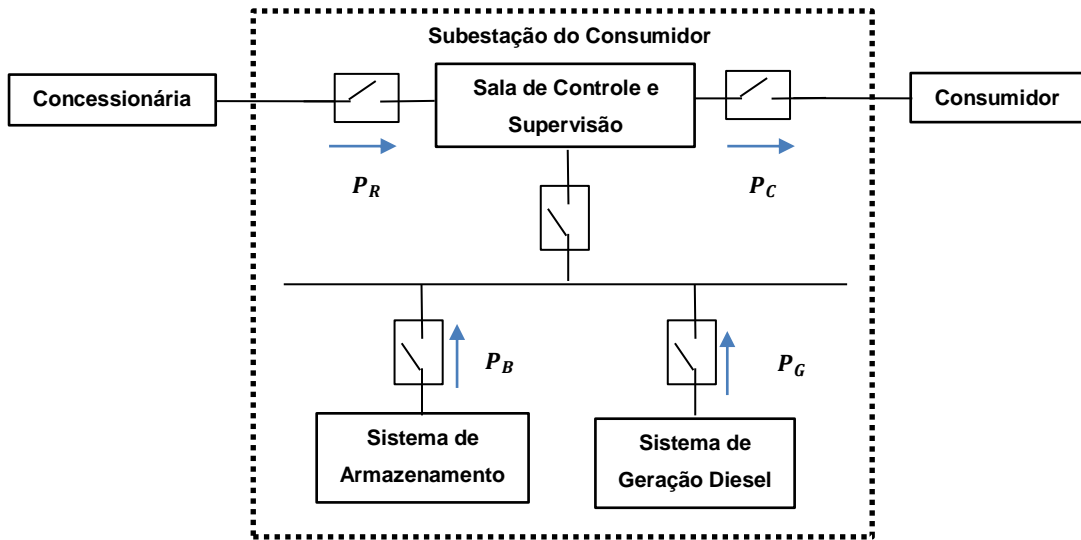 Subestação do Consumidor
Concessionária
Sala de Controle e
Supervisão
Consumidor
P_R
P_C
P_B
P_G
Sistema de
Armazenamento
Sistema de
Geração Diesel